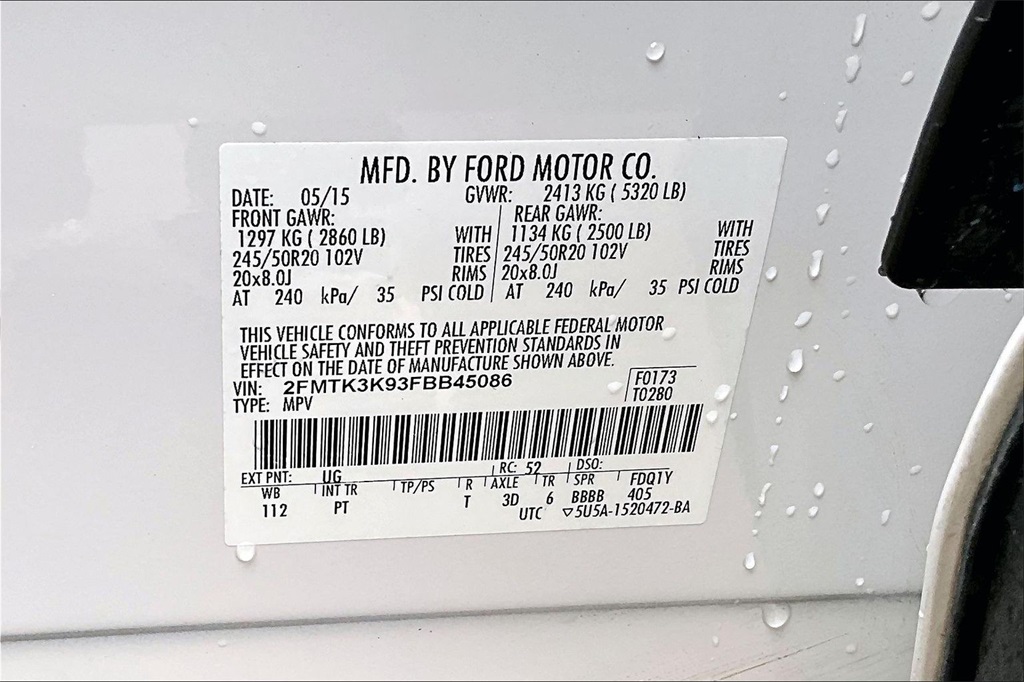 MFD. BY FORD MOTOR CO.
DATE: 05/15 GVWR: 2413 KG ( 5320 LB)
FRONT GAWR: REAR GAWR:
1297 KG ( 2860 LB) WITH 1134 KG ( 2500 LB) WITH
245/50R20 102V TIRES 245/50R20 102V TIRES
20x8.0J RIMS 20x8.0J RIMS
AT 240 kPa/ 35 PSI COLD AT 240 kPa/ 35 PSI COLD
THIS VEHICLE CONFORMS TO ALL APPLICABLE FEDERAL MOTOR
VEHICLE SAFETY AND THEFT PREVENTION STANDARDS IN
EFFECT ON THE DATE OF MANUFACTURE SHOWN ABOVE.
VIN: 2FMTK3K93FBB45086 F0173
TYPE: MPV T0280
EXT PNT: UG RC: 52 DSO: FDQ1Y
WB INT TR TP/PS R AXLE TR SPR 405
112 PT T 3D 6 BBBB
UTC ▽5U5A-1520472-BA